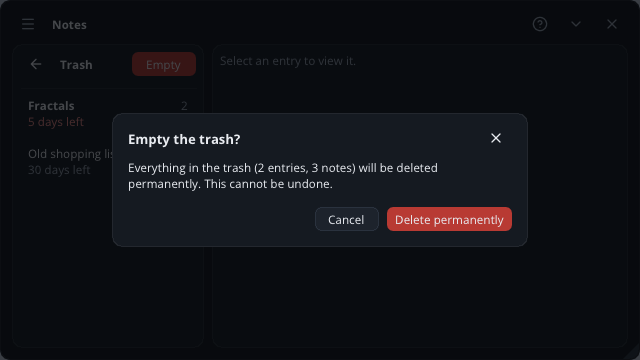 Notes
Trash
Empty
Select an entry to view it.
Fractals 2
5 days left
Old shopping lis
30 days left
Empty the trash?
Everything in the trash (2 entries, 3 notes) will be deleted
permanently. This cannot be undone.
Cancel
Delete permanently